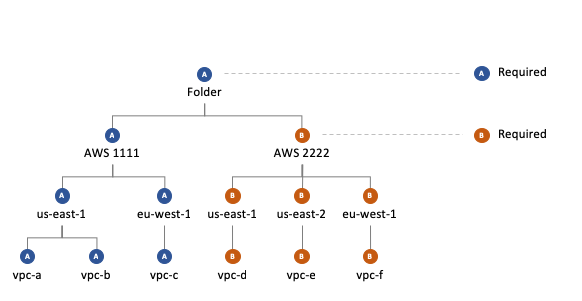 A A Required
Folder
A B B Required
AWS 1111 AWS 2222
A A B B B
us-east-1 eu-west-1 us-east-1 us-east-2 eu-west-1
A A A B B B
vpc-a vpc-b vpc-c vpc-d vpc-e vpc-f